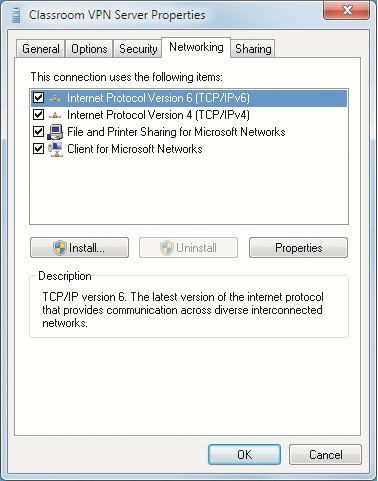 Classroom VPN Server Properties
General Options Security Networking Sharing
This connection uses the following items:
Internet Protocol Version 6 (TCP/IPv6)
Internet Protocol Version 4 (TCP/IPv4)
File and Printer Sharing for Microsoft Networks
Client for Microsoft Networks
Install... Uninstall Properties
Description
TCP/IP version 6. The latest version of the internet protocol
that provides communication across diverse interconnected
networks.
OK Cancel